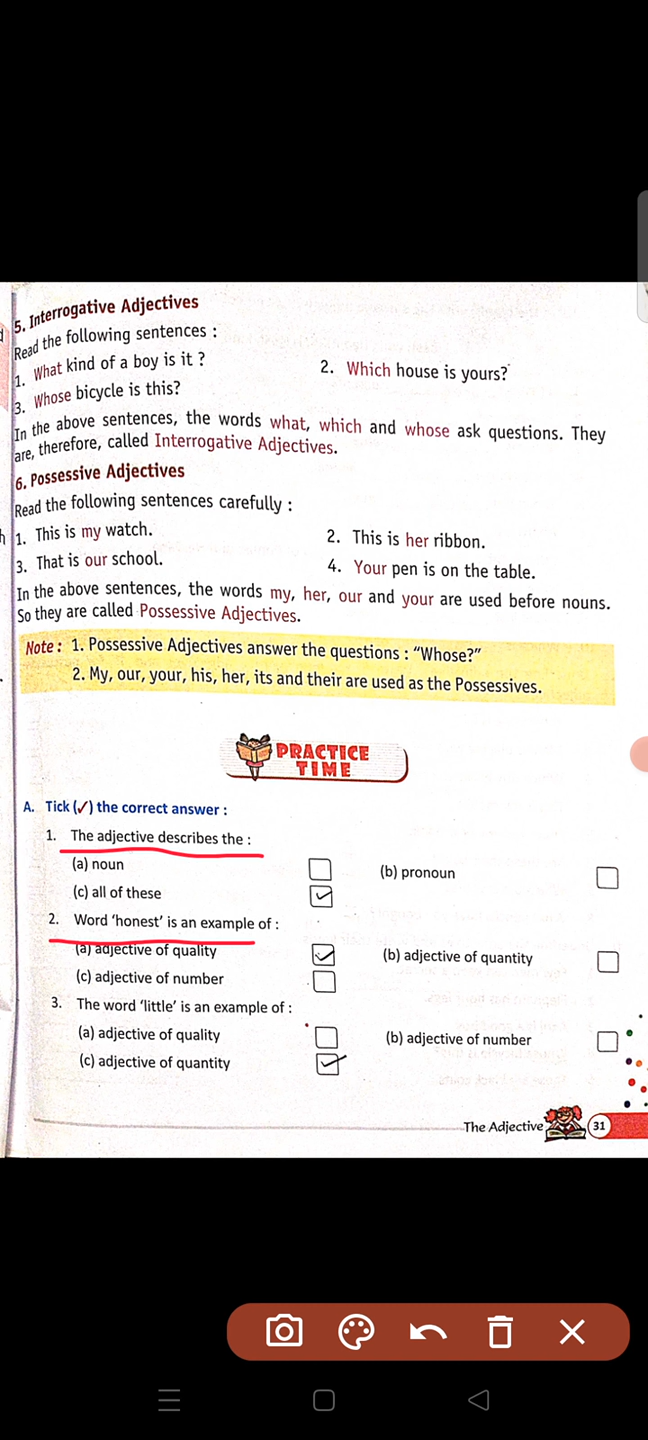 5. Interrogative Adjectives
Read the following sentences :
1. What kind of a boy is it ?
2. Which house is yours?
3. Whose bicycle is this?
In the above sentences, the words what, which and whose ask questions. They
are, therefore, called Interrogative Adjectives.
6. Possessive Adjectives
Read the following sentences carefully :
1. This is my watch.
2. This is her ribbon.
3. That is our school.
4. Your pen is on the table.
In the above sentences, the words my, her, our and your are used before nouns.
So they are called Possessive Adjectives.
Note : 1. Possessive Adjectives answer the questions : “Whose?”
2. My, our, your, his, her, its and their are used as the Possessives.
PRACTICE
TIME
A. Tick (✓) the correct answer :
1. The adjective describes the :
(a) noun
(b) pronoun
(c) all of these
2. Word ‘honest’ is an example of :
(a) adjective of quality
(b) adjective of quantity
(c) adjective of number
3. The word ‘little’ is an example of :
(a) adjective of quality
(b) adjective of number
(c) adjective of quantity
The Adjective 31